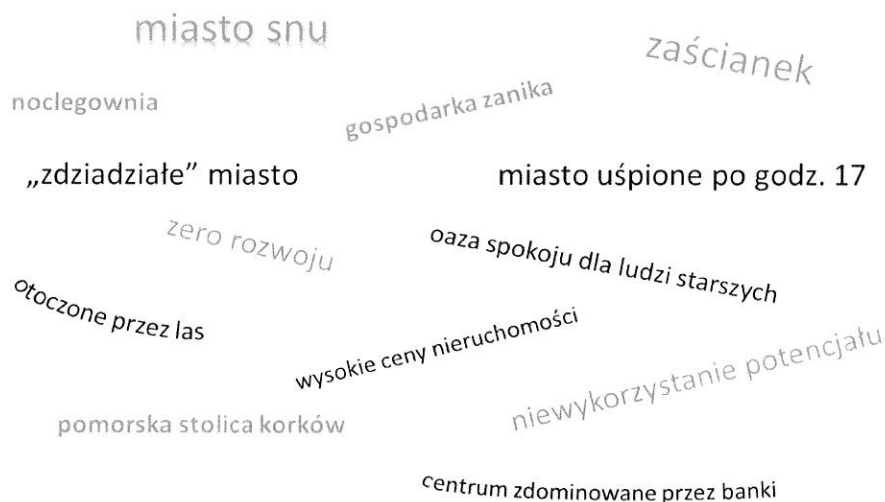 miasto snu
zaścianek
noclegownia
gospodarka zanika
„zdziadziałe” miasto
miasto uśpione po godz. 17
zero rozwoju
oaza spokoju dla ludzi starszych
otoczone przez las
wysokie ceny nieruchomości
niewykorzystanie potencjału
pomorska stolica korków
centrum zdominowane przez banki